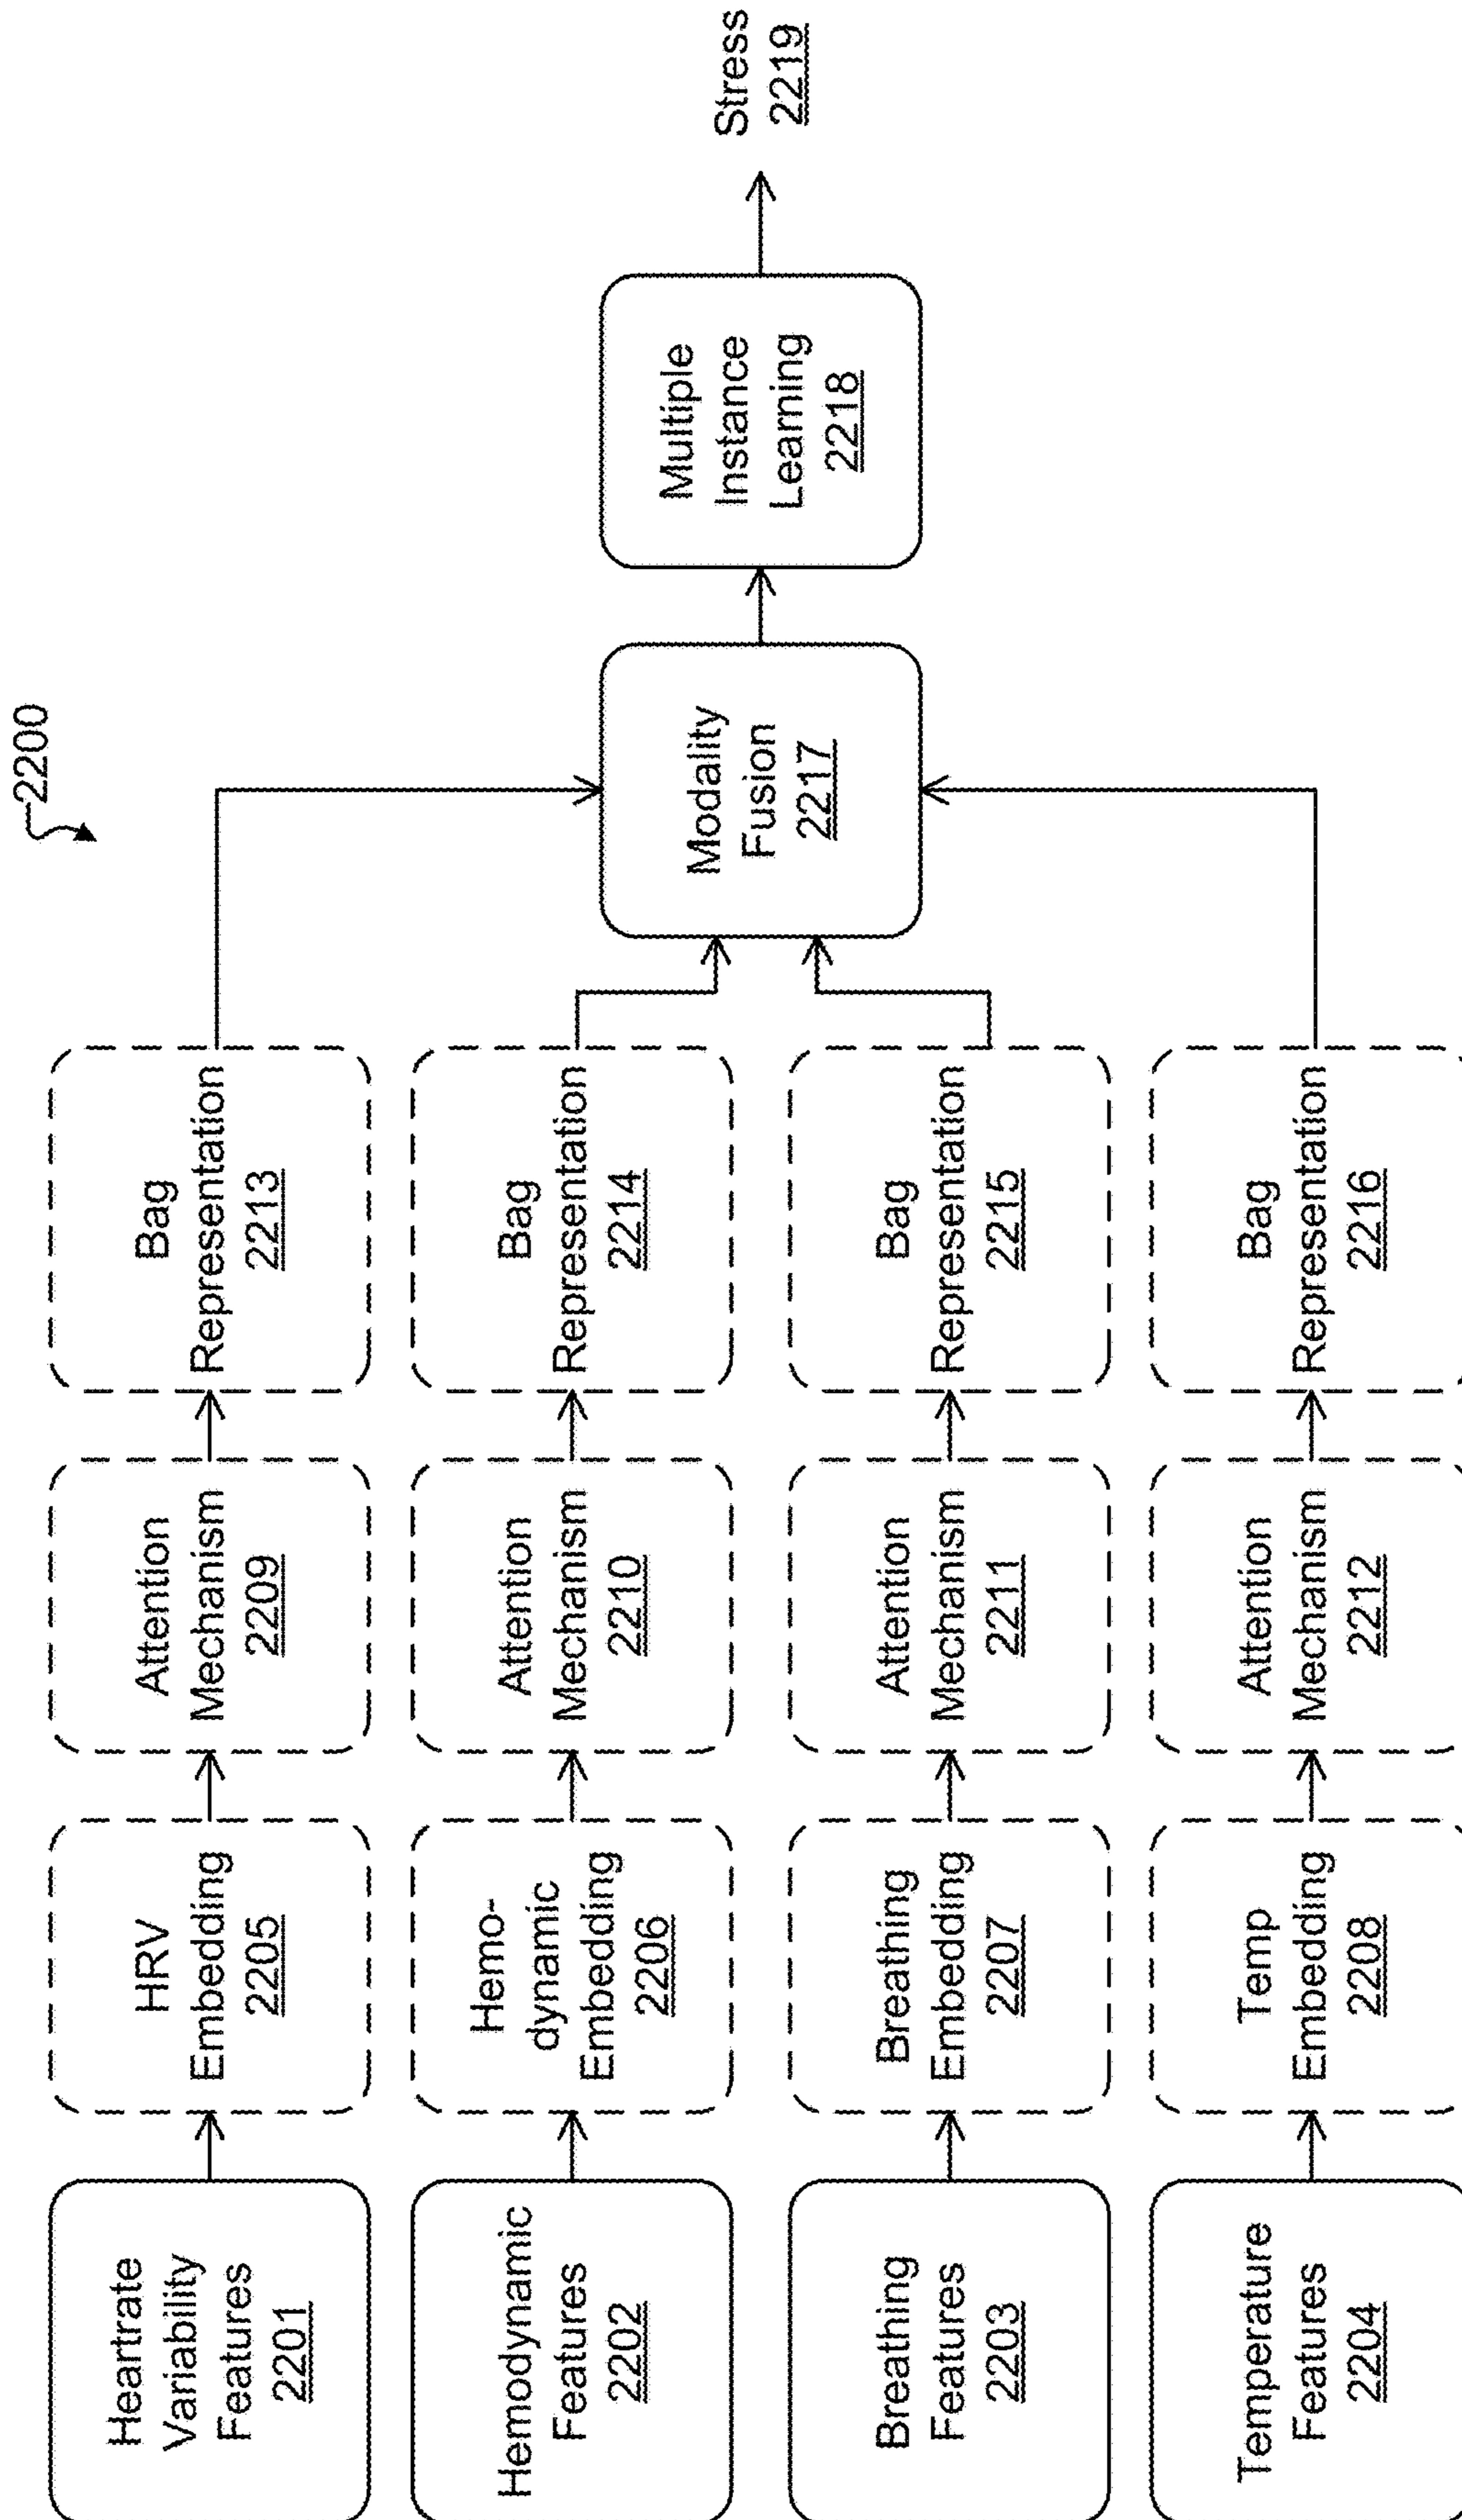 2200
Heartrate
Variability
Features
2201
HRV
Embedding
2205
Attention
Mechanism
2209
Bag
Representation
2213
Hemodynamic
Features
2202
Hemo-
dynamic
Embedding
2206
Attention
Mechanism
2210
Bag
Representation
2214
Breathing
Features
2203
Breathing
Embedding
2207
Attention
Mechanism
2211
Bag
Representation
2215
Temperature
Features
2204
Temp
Embedding
2208
Attention
Mechanism
2212
Bag
Representation
2216
Modality
Fusion
2217
Multiple
Instance
Learning
2218
Stress
2219